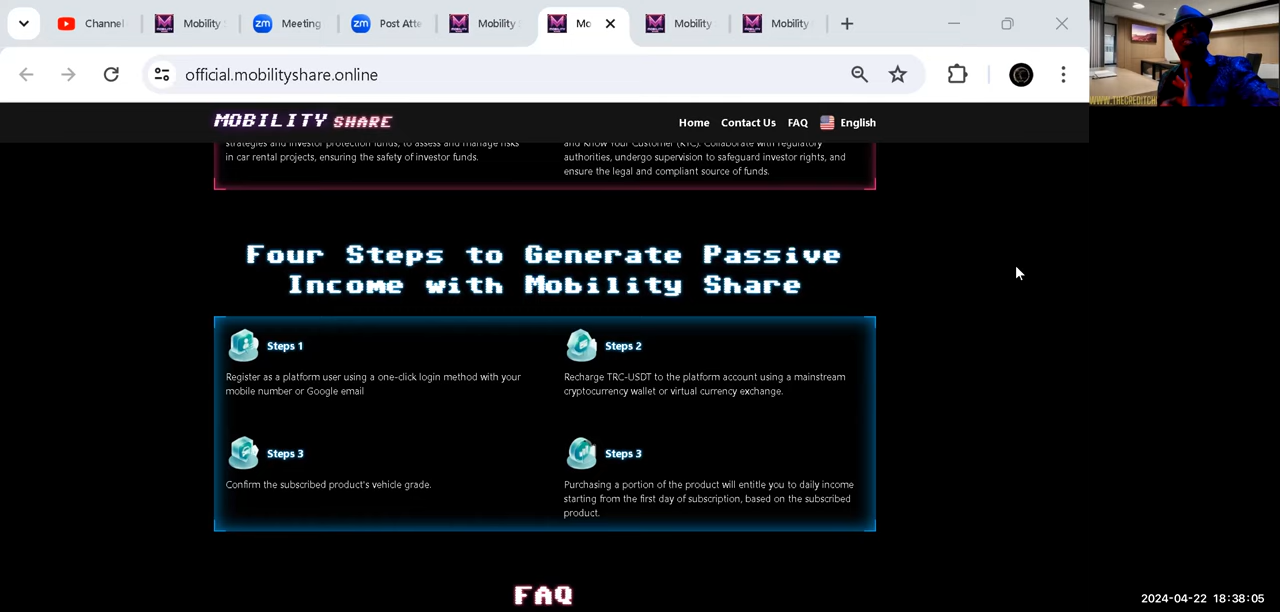 Channel
Mobility
Meeting
Post Atte
Mobility
Mo
Mobility
Mobility
official.mobilityshare.online
WWW.THECREDITCH
MOBILITY SHARE
Home Contact Us FAQ English
strategies and investor protection funds, to assess and manage risks
in car rental projects, ensuring the safety of investor funds.
and Know Your Customer (KYC). Collaborate with regulatory
authorities, undergo supervision to safeguard investor rights, and
ensure the legal and compliant source of funds.
Four Steps to Generate Passive
Income with Mobility Share
Steps 1
Register as a platform user using a one-click login method with your
mobile number or Google email
Steps 2
Recharge TRC-USDT to the platform account using a mainstream
cryptocurrency wallet or virtual currency exchange.
Steps 3
Confirm the subscribed product's vehicle grade.
Steps 3
Purchasing a portion of the product will entitle you to daily income
starting from the first day of subscription, based on the subscribed
product.
FAQ
2024-04-22 18:38:05